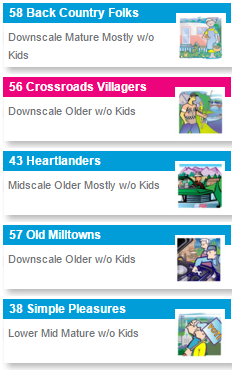 58 Back Country Folks
Downscale Mature Mostly w/o
Kids
56 Crossroads Villagers
Downscale Older w/o Kids
43 Heartlanders
Midscale Older Mostly w/o Kids
57 Old Milltowns
Downscale Older w/o Kids
38 Simple Pleasures
Lower Mid Mature w/o Kids